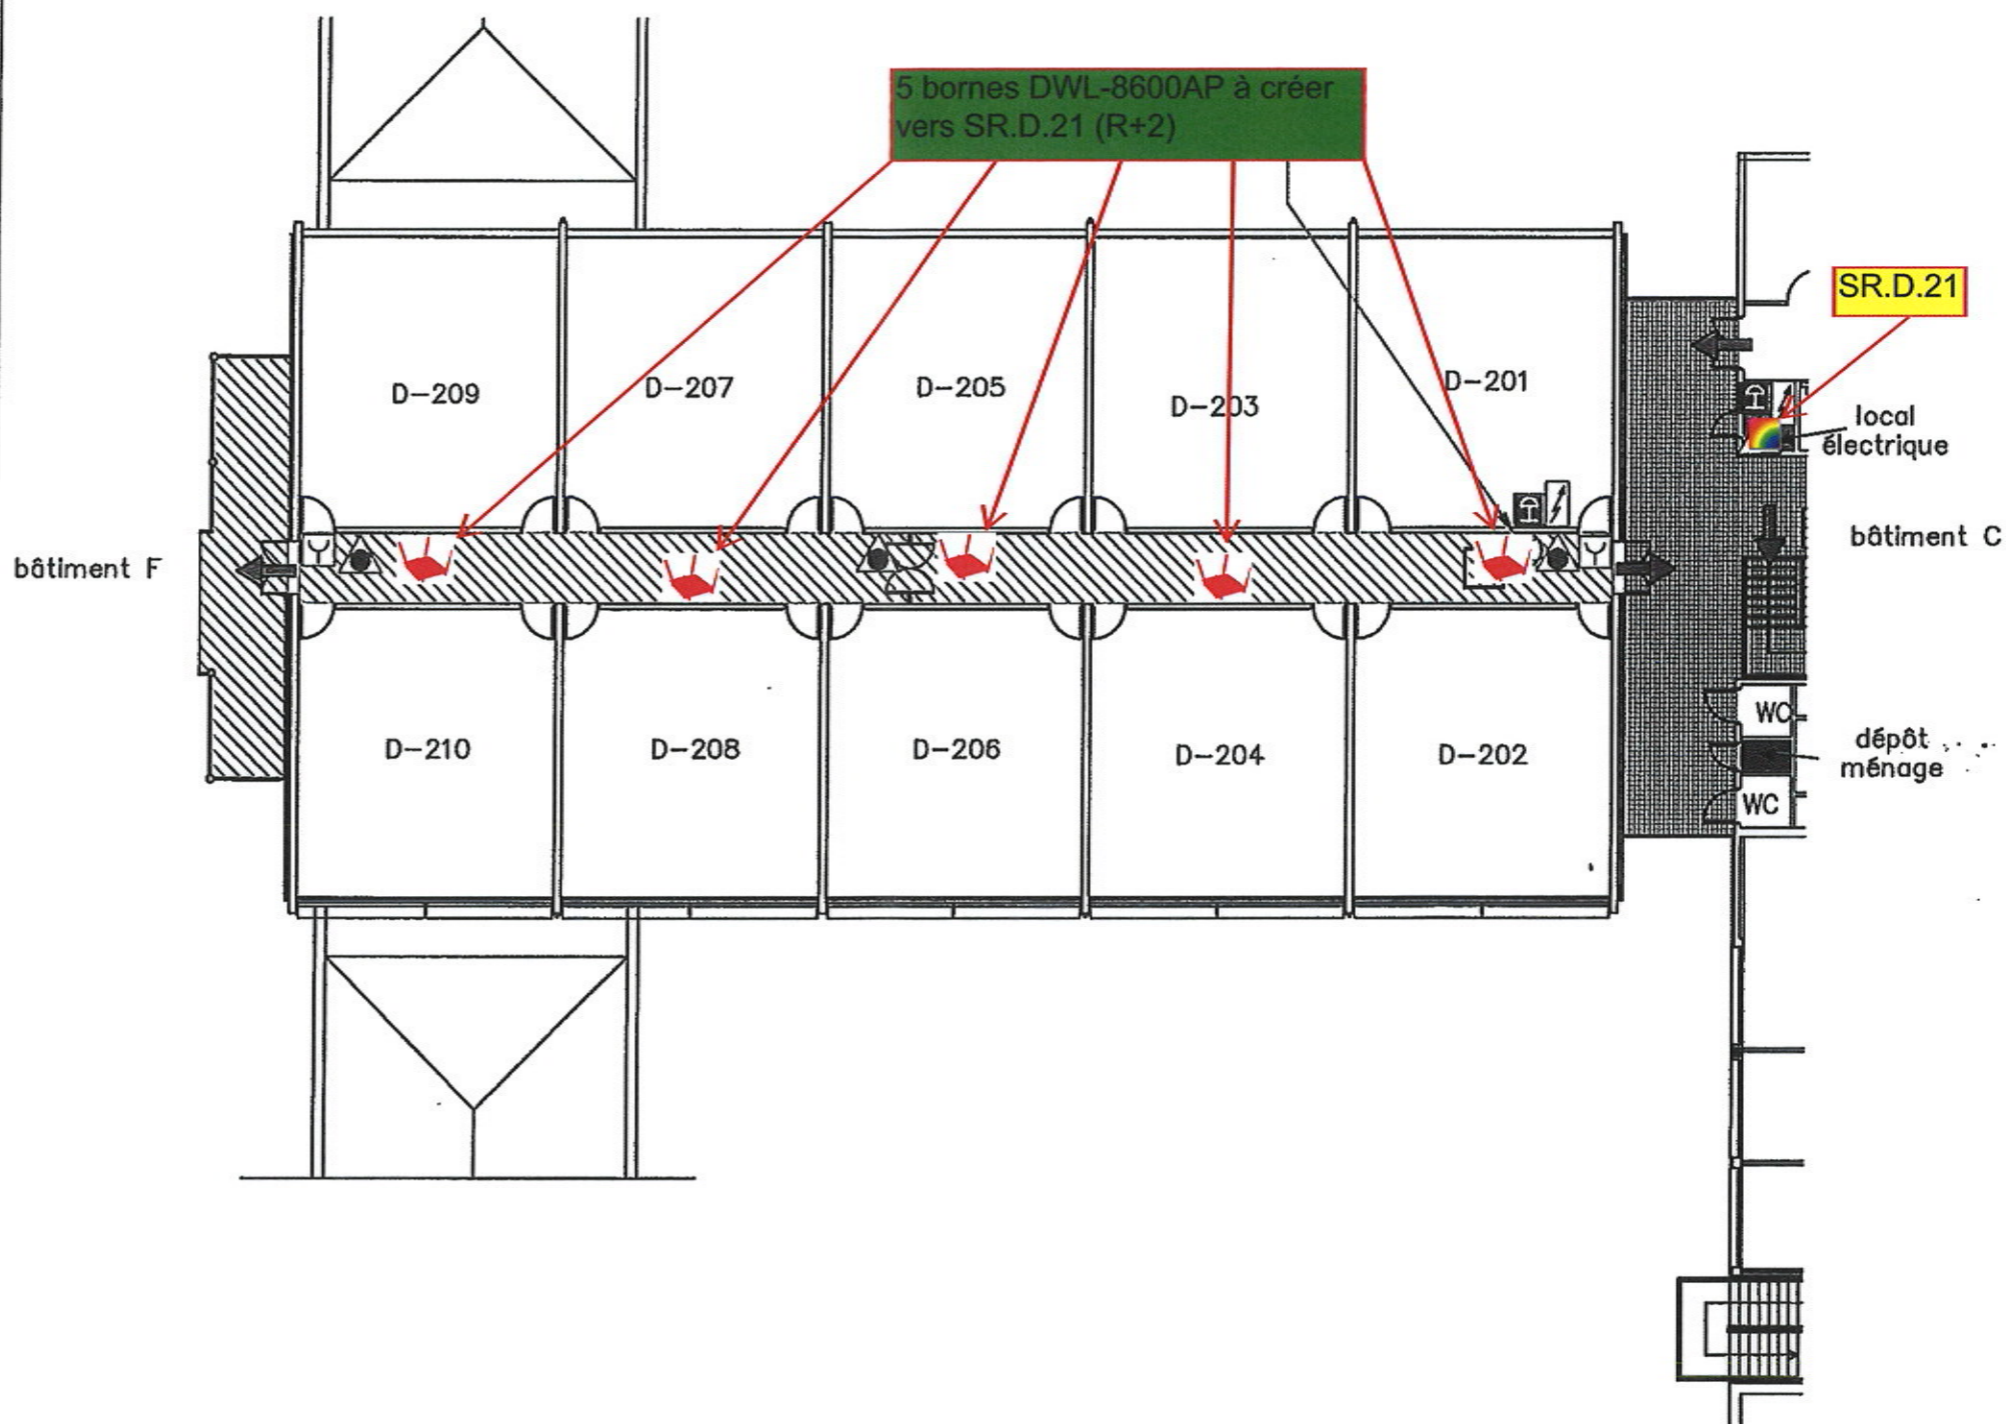 5 bornes DWL-8600AP à créer
vers SR.D.21 (R+2)
SR.D.21
D-209
D-207
D-205
D-203
D-201
local
électrique
bâtiment F
bâtiment C
D-210
D-208
D-206
D-204
D-202
WC
dépôt
ménage
WC